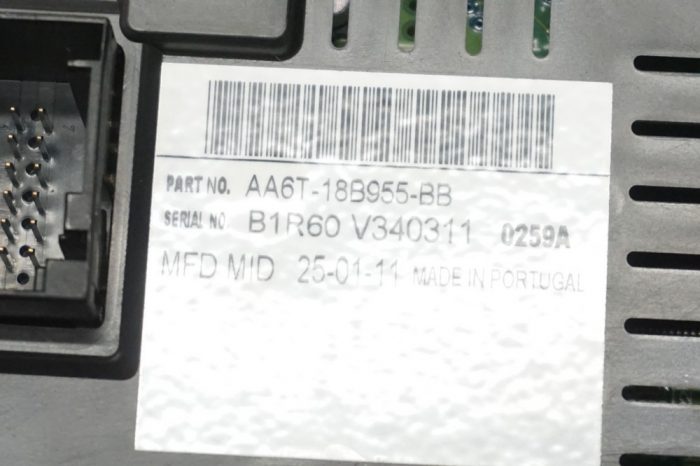 PART NO. AA6T-18B955-BB
SERIAL NO. B1R60 V340311 0259A
MFD MID 25-01-11 MADE IN PORTUGAL